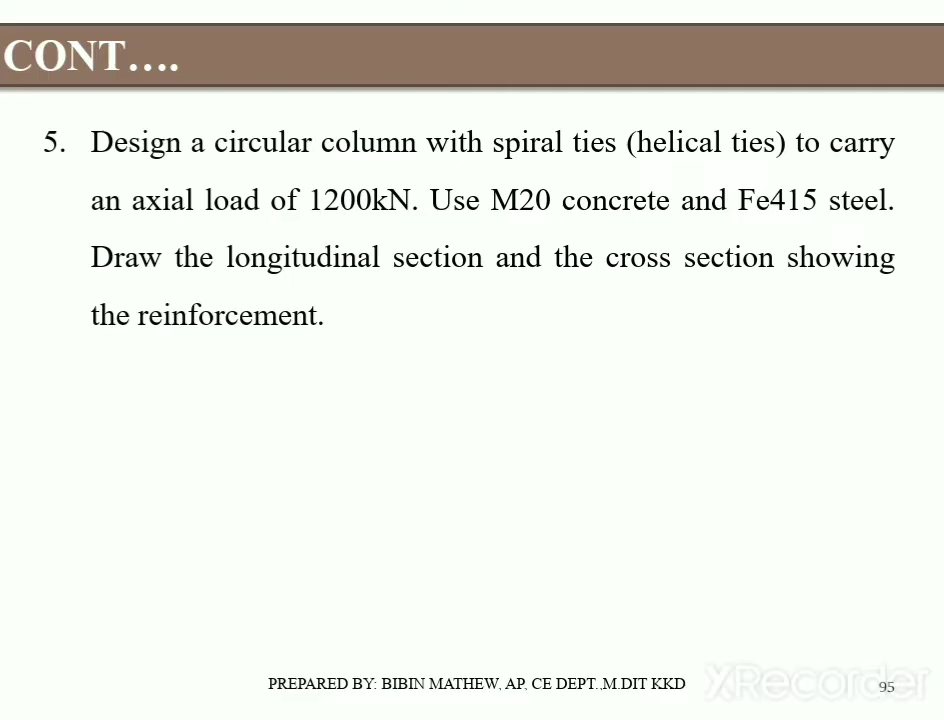 CONT….
5. Design a circular column with spiral ties (helical ties) to carry
an axial load of 1200kN. Use M20 concrete and Fe415 steel.
Draw the longitudinal section and the cross section showing
the reinforcement.
PREPARED BY: BIBIN MATHEW, AP, CE DEPT.,M.DIT KKD
XRecorder
95